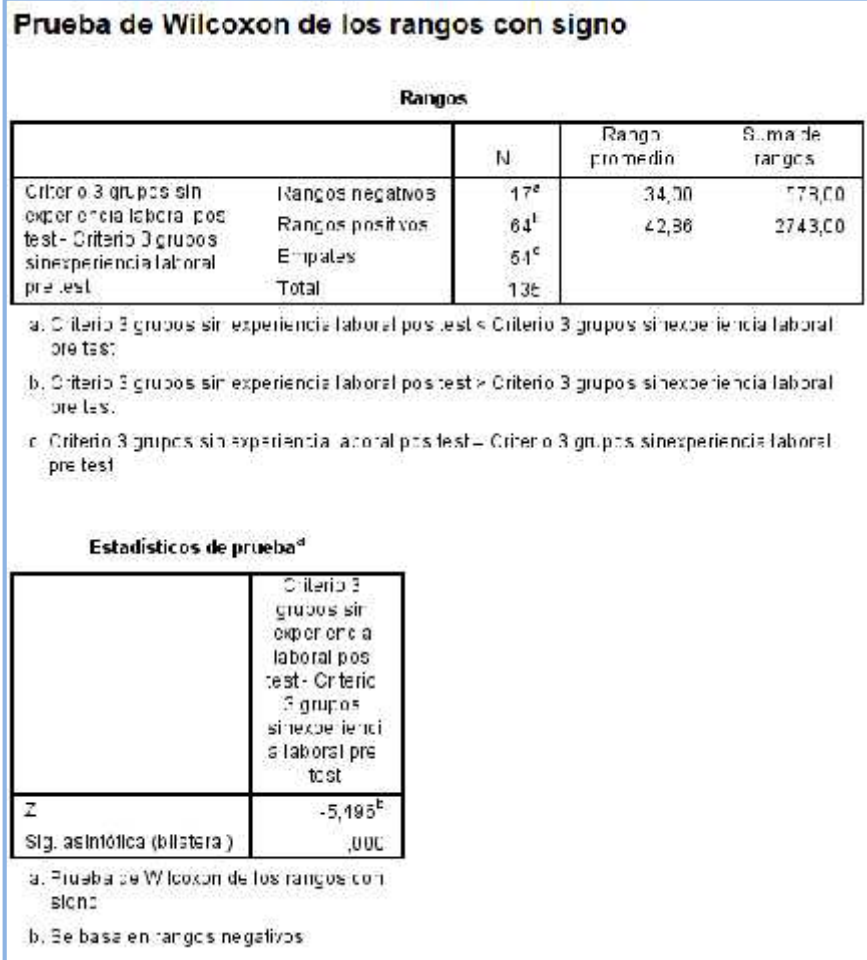 Prueba de Wilcoxon de los rangos con signo
Rangos
N
Rango promedio
Suma de rangos
Criterio 3 grupos sin experiencia laboral pos test - Criterio 3 grupos sinexperiencia laboral pre test
Rangos negativos 17a 34,00 578,00
Rangos positivos 64b 42,86 2743,00
Empates 54c
Total 135
a. Criterio 3 grupos sin experiencia laboral pos test < Criterio 3 grupos sinexperiencia laboral
pre test
b. Criterio 3 grupos sin experiencia laboral pos test > Criterio 3 grupos sinexperiencia laboral
pre test
c. Criterio 3 grupos sin experiencia laboral pos test = Criterio 3 grupos sinexperiencia laboral
pre test
Estadísticos de pruebaa
Criterio 3
grupos sin
experiencia
laboral pos
test - Criterio
3 grupos
sinexperienci
a laboral pre
test
Z -5,195b
Sig. asintótica (bilateral) ,000
a. Prueba de Wilcoxon de los rangos con
signo
b. Se basa en rangos negativos